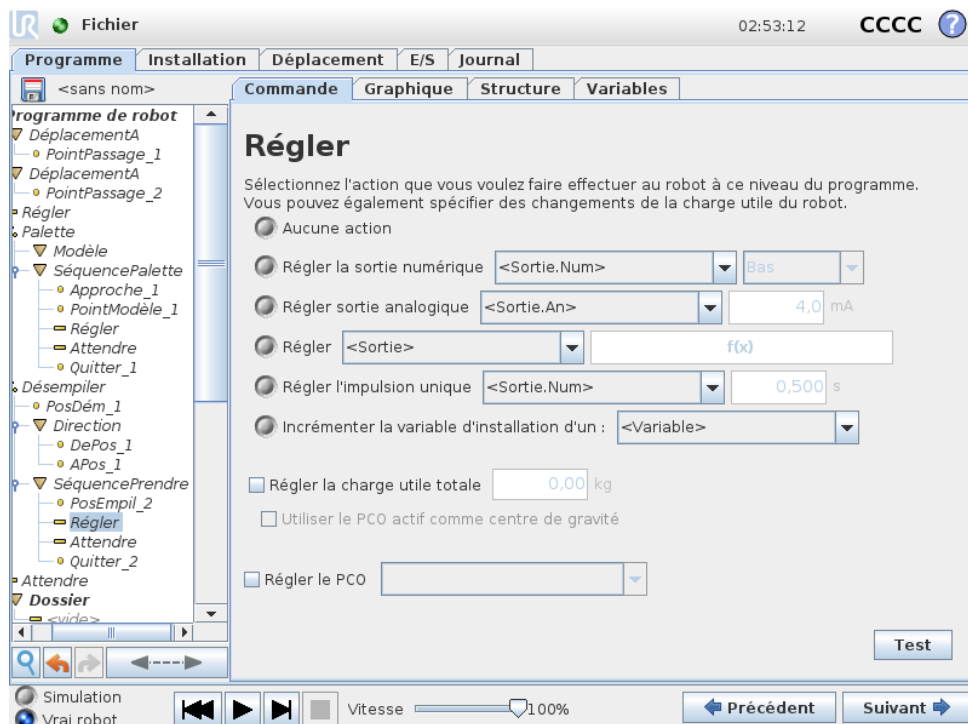 UR Fichier 02:53:12 CCCC ?
Programme Installation Déplacement E/S Journal
<sans nom>
Commande Graphique Structure Variables
Programme de robot
DéplacementA
PointPassage_1
DéplacementA
PointPassage_2
Régler
Palette
Modèle
SéquencePalette
Approche_1
PointModèle_1
Régler
Attendre
Quitter_1
Désempiler
PosDém_1
Direction
DePos_1
APos_1
SéquencePrendre
PosEmpil_2
Régler
Attendre
Quitter_2
Attendre
Dossier
<vide>
Régler
Sélectionnez l'action que vous voulez faire effectuer au robot à ce niveau du programme.
Vous pouvez également spécifier des changements de la charge utile du robot.
Aucune action
Régler la sortie numérique <Sortie.Num> Bas
Régler sortie analogique <Sortie.An> 4,0 mA
Régler <Sortie> f(x)
Régler l'impulsion unique <Sortie.Num> 0,500 s
Incrémenter la variable d'installation d'un : <Variable>
Régler la charge utile totale 0,00 kg
Utiliser le PCO actif comme centre de gravité
Régler le PCO
Test
Simulation
Vrai robot
Vitesse 100%
Précédent Suivant